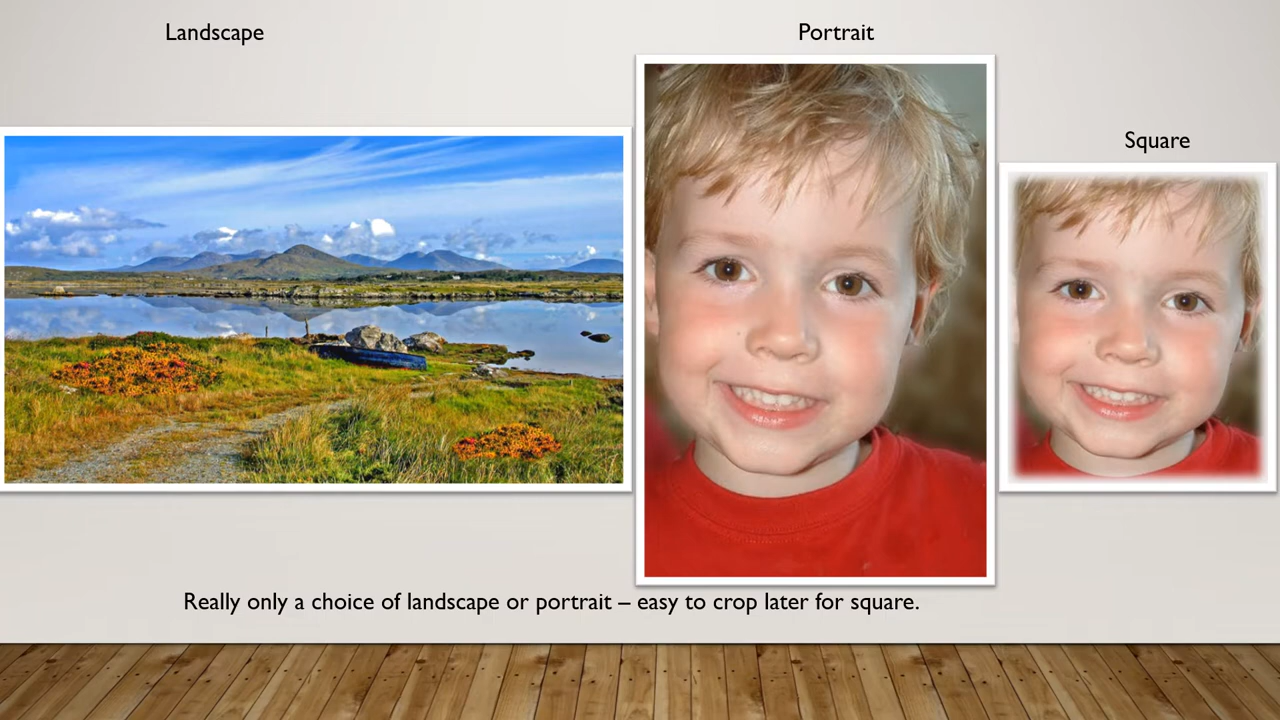 Landscape
Portrait
Square
Really only a choice of landscape or portrait – easy to crop later for square.